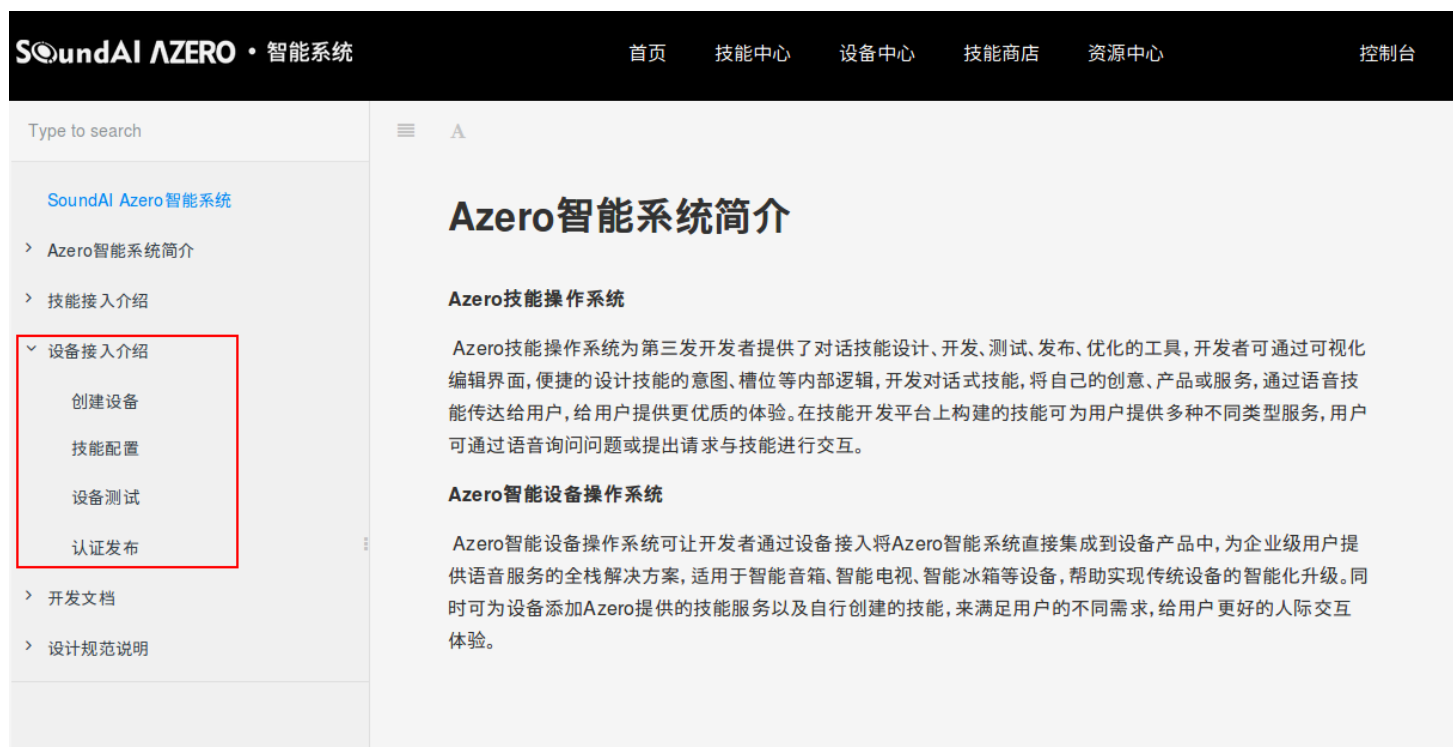 SoundAI AZERO · 智能系统
首页 技能中心 设备中心 技能商店 资源中心 控制台
Type to search
A
SoundAI Azero智能系统
Azero智能系统简介
技能接入介绍
设备接入介绍
创建设备
技能配置
设备测试
认证发布
开发文档
设计规范说明
Azero智能系统简介
Azero技能操作系统
Azero技能操作系统为第三发开发者提供了对话技能设计、开发、测试、发布、优化的工具,开发者可通过可视化
编辑界面,便捷的设计技能的意图、槽位等内部逻辑,开发对话式技能,将自己的创意、产品或服务,通过语音技
能传达给用户,给用户提供更优质的体验。在技能开发平台上构建的技能可为用户提供多种不同类型服务,用户
可通过语音询问问题或提出请求与技能进行交互。
Azero智能设备操作系统
Azero智能设备操作系统可让开发者通过设备接入将Azero智能系统直接集成到设备产品中,为企业级用户提
供语音服务的全栈解决方案,适用于智能音箱、智能电视、智能冰箱等设备,帮助实现传统设备的智能化升级。同
时可为设备添加Azero提供的技能服务以及自行创建的技能,来满足用户的不同需求,给用户更好的人际交互
体验。